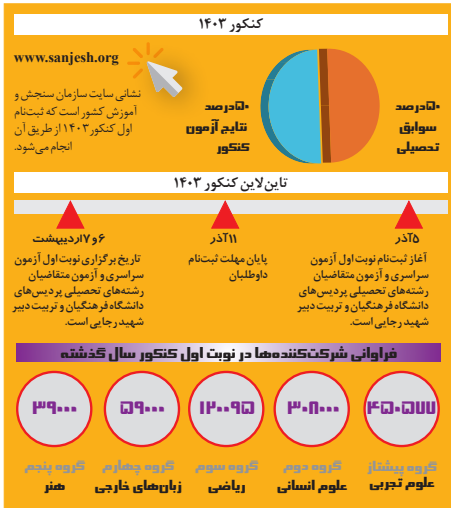 کنکور ۱۴۰۳
۵۰ درصد
سوابق
تحصیلی
۵۰ درصد
نتایج آزمون
کنکور
www.sanjesh.org
نشانی سایت سازمان سنجش و
آموزش کشور است که ثبت‌نام
اول کنکور ۱۴۰۳ از طریق آن
انجام می‌شود.
تاین‌لاین کنکور ۱۴۰۳
۵ آذر
آغاز ثبت‌نام نوبت اول آزمون
سراسری و آزمون متقاضیان
رشته‌های تحصیلی پردیس‌های
دانشگاه فرهنگیان و تربیت دبیر
شهید رجایی است.
۱۱ آذر
پایان مهلت ثبت‌نام
داوطلبان
۶ و ۱۷ اردیبهشت
تاریخ برگزاری نوبت اول آزمون
سراسری و آزمون متقاضیان
رشته‌های تحصیلی پردیس‌های
دانشگاه فرهنگیان و تربیت دبیر
شهید رجایی است.
فراوانی شرکت‌کننده‌ها در نوبت اول کنکور سال گذشته
۴۵۰۵۷۷
گروه پیشتاز
علوم تجربی
۳۰۸۰۰۰
گروه دوم
علوم انسانی
۱۲۰۰۹۵
گروه سوم
ریاضی
۵۹۰۰۰
گروه چهارم
زبان‌های خارجی
۳۹۰۰۰
گروه پنجم
هنر